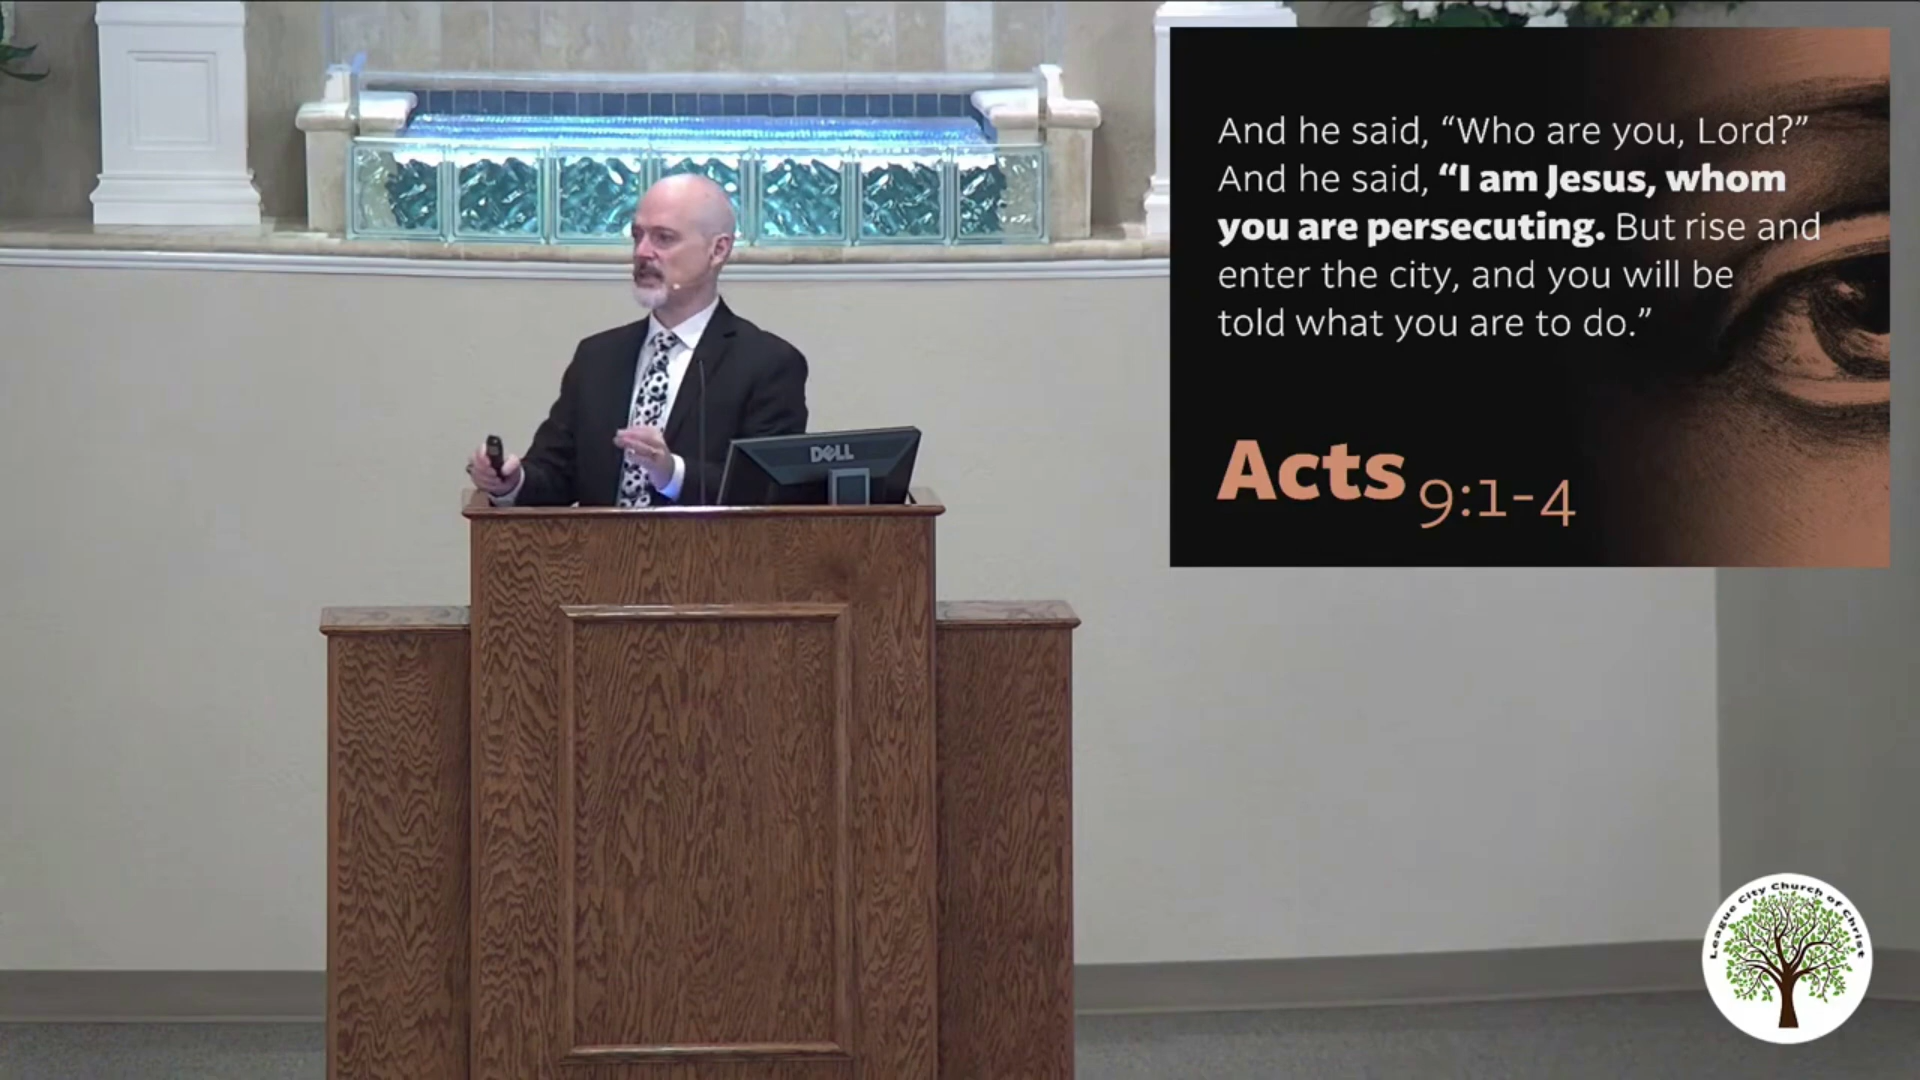 And he said, “Who are you, Lord?”
And he said, “I am Jesus, whom
you are persecuting. But rise and
enter the city, and you will be
told what you are to do.”
Acts 9:1-4
DELL
League City Church of Christ